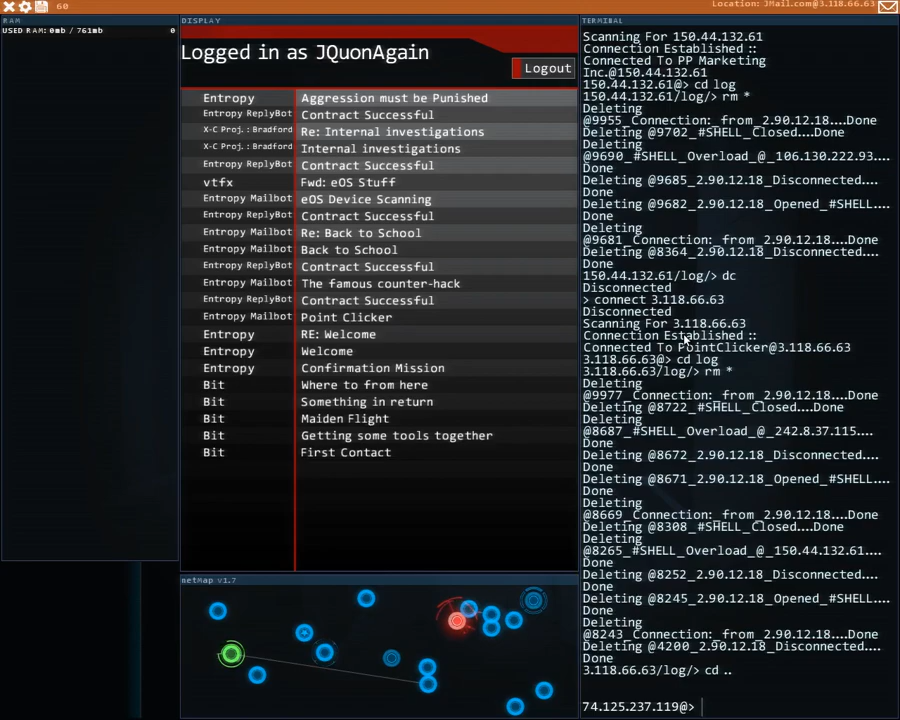 60
Location: JMail.com@3.118.66.63
RAM
USED RAM: 0mb / 761mb
0
DISPLAY
Logged in as JQuonAgain
Logout
Entropy Aggression must be Punished
Entropy ReplyBot Contract Successful
X-C Proj.: Bradford Re: Internal investigations
X-C Proj.: Bradford Internal investigations
Entropy ReplyBot Contract Successful
vtfx Fwd: eOS Stuff
Entropy Mailbot eOS Device Scanning
Entropy ReplyBot Contract Successful
Entropy Mailbot Re: Back to School
Entropy Mailbot Back to School
Entropy ReplyBot Contract Successful
Entropy Mailbot The famous counter-hack
Entropy ReplyBot Contract Successful
Entropy Mailbot Point Clicker
Entropy RE: Welcome
Entropy Welcome
Entropy Confirmation Mission
Bit Where to from here
Bit Something in return
Bit Maiden Flight
Bit Getting some tools together
Bit First Contact
netMap v1.7
TERMINAL
Scanning For 150.44.132.61
Connection Established ::
Connected To PP Marketing
Inc.@150.44.132.61
150.44.132.61@> cd log
150.44.132.61/log/> rm *
Deleting
@9955_Connection:_from_2.90.12.18....Done
Deleting @9702_#SHELL_Closed....Done
Deleting
@9690_#SHELL_Overload_@_106.130.222.93....
Done
Deleting @9685_2.90.12.18_Disconnected....
Done
Deleting @9682_2.90.12.18_Opened_#SHELL....
Done
Deleting
@9681_Connection:_from_2.90.12.18....Done
Deleting @8364_2.90.12.18_Disconnected....
Done
150.44.132.61/log/> dc
Disconnected
> connect 3.118.66.63
Disconnected
Scanning For 3.118.66.63
Connection Established ::
Connected To PointClicker@3.118.66.63
3.118.66.63@> cd log
3.118.66.63/log/> rm *
Deleting
@9977_Connection:_from_2.90.12.18....Done
Deleting @8722_#SHELL_Closed....Done
Deleting
@8687_#SHELL_Overload_@_242.8.37.115....
Done
Deleting @8672_2.90.12.18_Disconnected....
Done
Deleting @8671_2.90.12.18_Opened_#SHELL....
Done
Deleting
@8669_Connection:_from_2.90.12.18....Done
Deleting @8308_#SHELL_Closed....Done
Deleting
@8265_#SHELL_Overload_@_150.44.132.61....
Done
Deleting @8252_2.90.12.18_Disconnected....
Done
Deleting @8245_2.90.12.18_Opened_#SHELL....
Done
Deleting
@8243_Connection:_from_2.90.12.18....Done
Deleting @4200_2.90.12.18_Disconnected....
Done
3.118.66.63/log/> cd ..
74.125.237.119@>